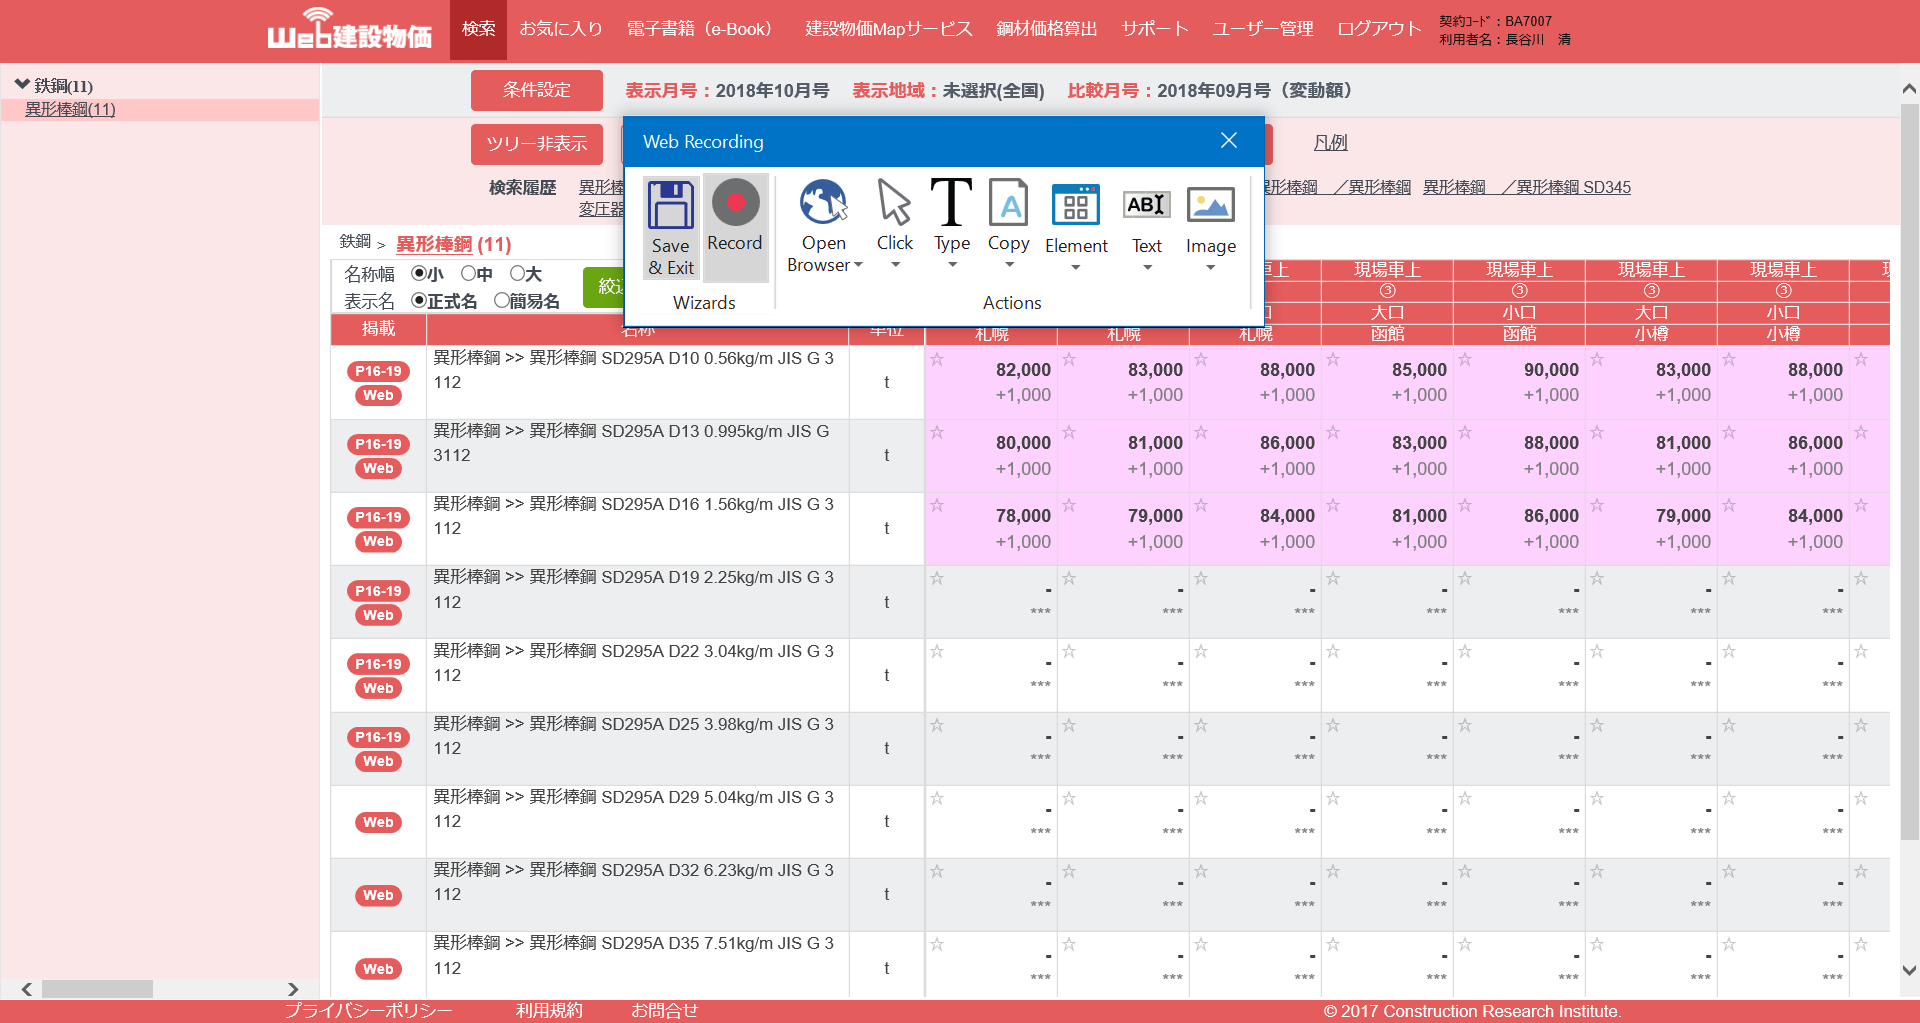 Web建設物価
検索 お気に入り 電子書籍（e-Book） 建設物価Mapサービス 鋼材価格算出 サポート ユーザー管理 ログアウト
契約ｺｰﾄﾞ：BA7007
利用者名：長谷川　清
鉄鋼(11)
異形棒鋼(11)
条件設定 表示月号：2018年10月号 表示地域：未選択(全国) 比較月号：2018年09月号（変動額）
ツリー非表示 凡例
検索履歴 異形棒 異形棒鋼　／異形棒鋼 異形棒鋼　／異形棒鋼 SD345
変圧器
Web Recording
Save & Exit
Record
Open Browser
Click
Type
Copy
Element
Text
Image
Wizards
Actions
鉄鋼 > 異形棒鋼 (11)
名称幅 小 中 大
表示名 正式名 簡易名
絞込
車上 現場車上 現場車上 現場車上 現場車上 現
③ ③ ③ ③
口 大口 小口 大口 小口
掲載 名称 単位 札幌 札幌 札幌 函館 函館 小樽 小樽
P16-19 Web
異形棒鋼 >> 異形棒鋼 SD295A D10 0.56kg/m JIS G 3
112
t
82,000 83,000 88,000 85,000 90,000 83,000 88,000
+1,000 +1,000 +1,000 +1,000 +1,000 +1,000 +1,000
P16-19 Web
異形棒鋼 >> 異形棒鋼 SD295A D13 0.995kg/m JIS G
3112
t
80,000 81,000 86,000 83,000 88,000 81,000 86,000
+1,000 +1,000 +1,000 +1,000 +1,000 +1,000 +1,000
P16-19 Web
異形棒鋼 >> 異形棒鋼 SD295A D16 1.56kg/m JIS G 3
112
t
78,000 79,000 84,000 81,000 86,000 79,000 84,000
+1,000 +1,000 +1,000 +1,000 +1,000 +1,000 +1,000
P16-19 Web
異形棒鋼 >> 異形棒鋼 SD295A D19 2.25kg/m JIS G 3
112
t
- - - - - - -
*** *** *** *** *** *** ***
P16-19 Web
異形棒鋼 >> 異形棒鋼 SD295A D22 3.04kg/m JIS G 3
112
t
- - - - - - -
*** *** *** *** *** *** ***
P16-19 Web
異形棒鋼 >> 異形棒鋼 SD295A D25 3.98kg/m JIS G 3
112
t
- - - - - - -
*** *** *** *** *** *** ***
Web
異形棒鋼 >> 異形棒鋼 SD295A D29 5.04kg/m JIS G 3
112
t
- - - - - - -
*** *** *** *** *** *** ***
Web
異形棒鋼 >> 異形棒鋼 SD295A D32 6.23kg/m JIS G 3
112
t
- - - - - - -
*** *** *** *** *** *** ***
Web
異形棒鋼 >> 異形棒鋼 SD295A D35 7.51kg/m JIS G 3
112
t
- - - - - - -
*** *** *** *** *** *** ***
プライバシーポリシー 利用規約 お問合せ © 2017 Construction Research Institute.